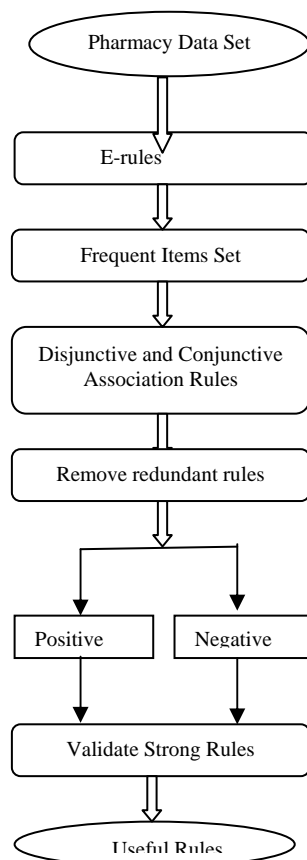 Pharmacy Data Set
E-rules
Frequent Items Set
Disjunctive and Conjunctive
Association Rules
Remove redundant rules
Positive
Negative
Validate Strong Rules
Useful Rules